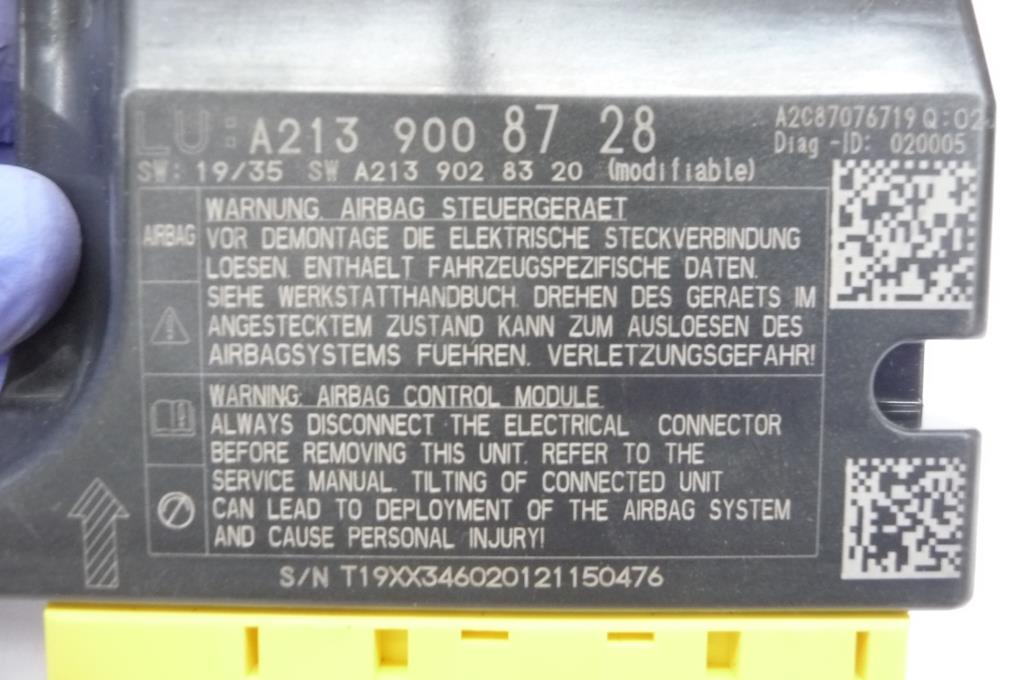 LU: A213 900 87 28
A2C87076719 Q:02
Diag -ID: 020005
SW: 19/35 SW A213 902 83 20 (modifiable)
AIRBAG
WARNUNG. AIRBAG STEUERGERAET
VOR DEMONTAGE DIE ELEKTRISCHE STECKVERBINDUNG
LOESEN. ENTHAELT FAHRZEUGSPEZIFISCHE DATEN.
SIEHE WERKSTATTHANDBUCH. DREHEN DES GERAETS IM
ANGESTECKTEM ZUSTAND KANN ZUM AUSLOESEN DES
AIRBAGSYSTEMS FUEHREN. VERLETZUNGSGEFAHR!
WARNING: AIRBAG CONTROL MODULE.
ALWAYS DISCONNECT THE ELECTRICAL CONNECTOR
BEFORE REMOVING THIS UNIT. REFER TO THE
SERVICE MANUAL. TILTING OF CONNECTED UNIT
CAN LEAD TO DEPLOYMENT OF THE AIRBAG SYSTEM
AND CAUSE PERSONAL INJURY!
S/N T19XX346020121150476